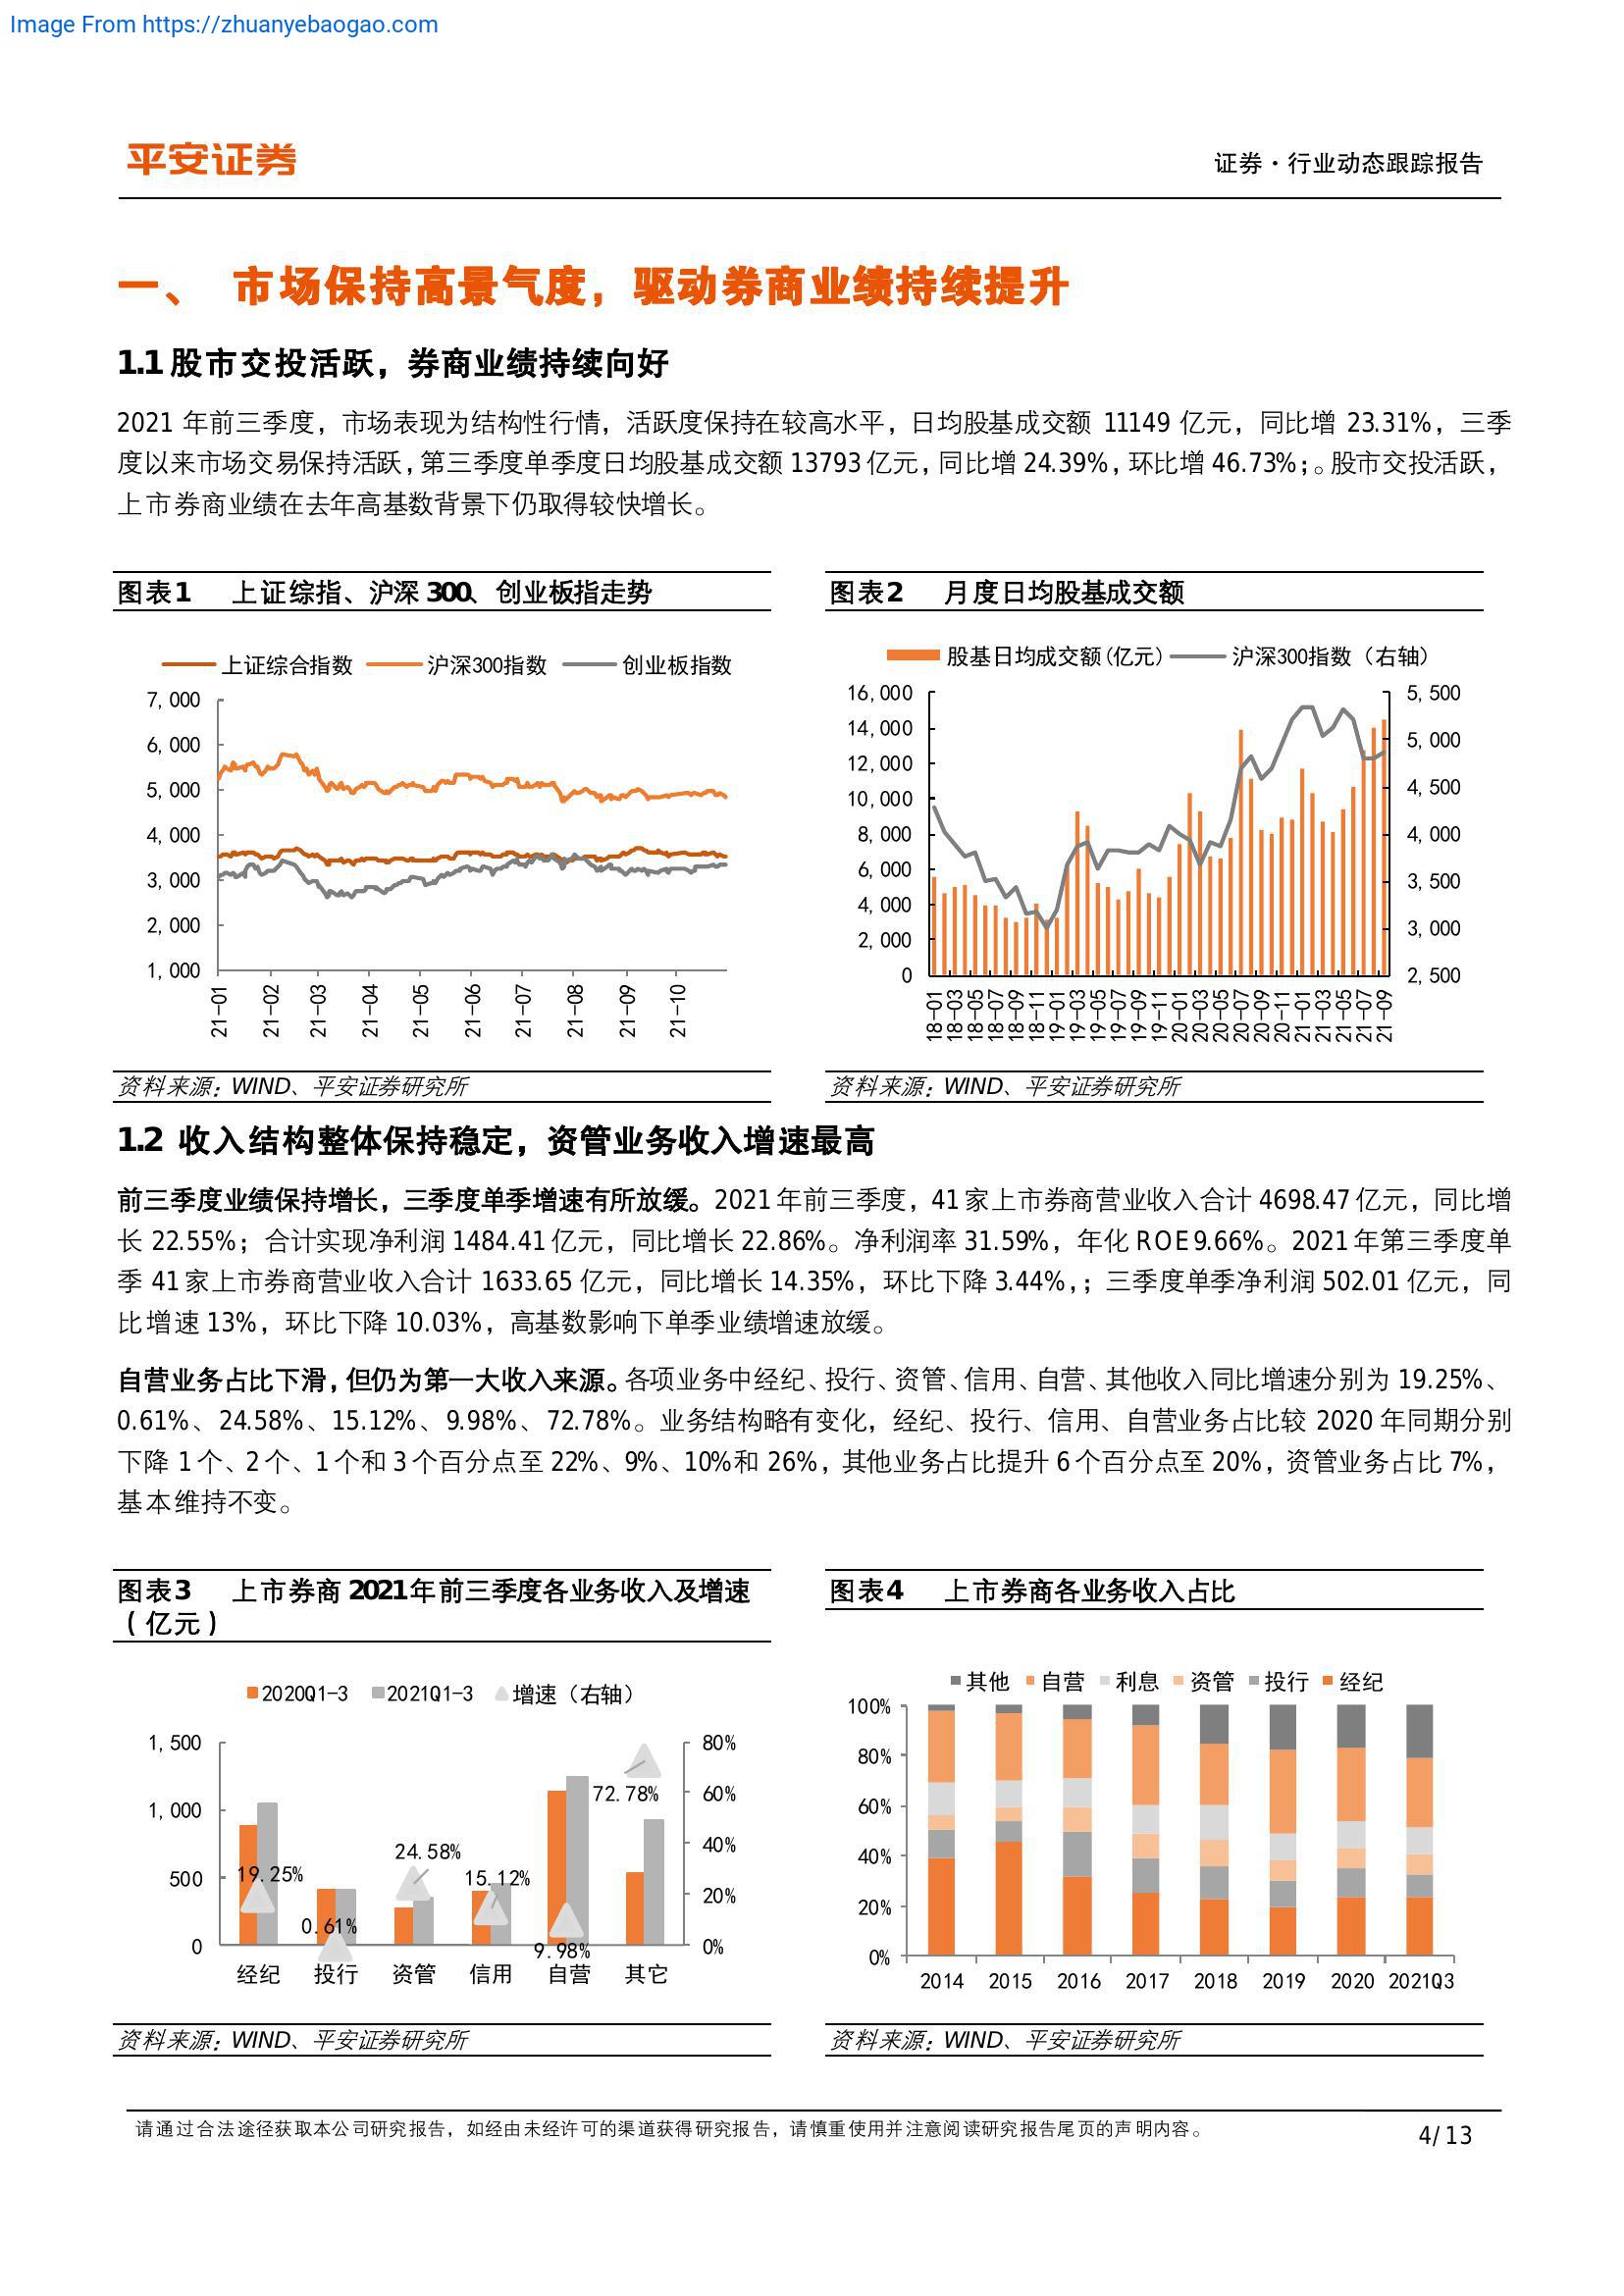 Image From https://zhuanyebaogao.com
平安证券
证券·行业动态跟踪报告
一、 市场保持高景气度，驱动券商业绩持续提升
1.1 股市交投活跃，券商业绩持续向好
2021 年前三季度，市场表现为结构性行情，活跃度保持在较高水平，日均股基成交额 11149 亿元，同比增 23.31%，三季
度以来市场交易保持活跃，第三季度单季度日均股基成交额 13793 亿元，同比增 24.39%，环比增 46.73%；。股市交投活跃，
上市券商业绩在去年高基数背景下仍取得较快增长。
图表1 上证综指、沪深 300、创业板指走势
上证综合指数 沪深300指数 创业板指数
7,000
6,000
5,000
4,000
3,000
2,000
1,000
21-01 21-02 21-03 21-04 21-05 21-06 21-07 21-08 21-09 21-10
资料来源：WIND、平安证券研究所
图表2 月度日均股基成交额
股基日均成交额(亿元) 沪深300指数（右轴）
16,000 5,500
14,000 5,000
12,000 4,500
10,000 4,000
8,000 3,500
6,000 3,000
4,000 2,500
2,000
0
18-01 18-03 18-05 18-07 18-09 18-11 19-01 19-03 19-05 19-07 19-09 19-11 20-01 20-03 20-05 20-07 20-09 20-11 21-01 21-03 21-05 21-07 21-09
资料来源：WIND、平安证券研究所
1.2 收入结构整体保持稳定，资管业务收入增速最高
前三季度业绩保持增长，三季度单季增速有所放缓。2021 年前三季度，41 家上市券商营业收入合计 4698.47 亿元，同比增
长 22.55%；合计实现净利润 1484.41 亿元，同比增长 22.86%。净利润率 31.59%，年化 ROE 9.66%。2021 年第三季度单
季 41 家上市券商营业收入合计 1633.65 亿元，同比增长 14.35%，环比下降 3.44%，；三季度单季净利润 502.01 亿元，同
比增速 13%，环比下降 10.03%，高基数影响下单季业绩增速放缓。
自营业务占比下滑，但仍为第一大收入来源。各项业务中经纪、投行、资管、信用、自营、其他收入同比增速分别为 19.25%、
0.61%、24.58%、15.12%、9.98%、72.78%。业务结构略有变化，经纪、投行、信用、自营业务占比较 2020 年同期分别
下降 1 个、2 个、1 个和 3 个百分点至 22%、9%、10%和 26%，其他业务占比提升 6 个百分点至 20%，资管业务占比 7%，
基本维持不变。
图表3 上市券商 2021 年前三季度各业务收入及增速
（亿元）
2020Q1-3 2021Q1-3 增速（右轴）
1,500
1,000
500
0
80%
60%
40%
20%
0%
19.25%
0.61%
24.58%
15.12%
9.98%
72.78%
经纪 投行 资管 信用 自营 其它
资料来源：WIND、平安证券研究所
图表4 上市券商各业务收入占比
其他 自营 利息 资管 投行 经纪
100%
80%
60%
40%
20%
0%
2014 2015 2016 2017 2018 2019 2020 2021Q3
资料来源：WIND、平安证券研究所
请通过合法途径获取本公司研究报告，如经由未经许可的渠道获得研究报告，请慎重使用并注意阅读研究报告尾页的声明内容。
4/13